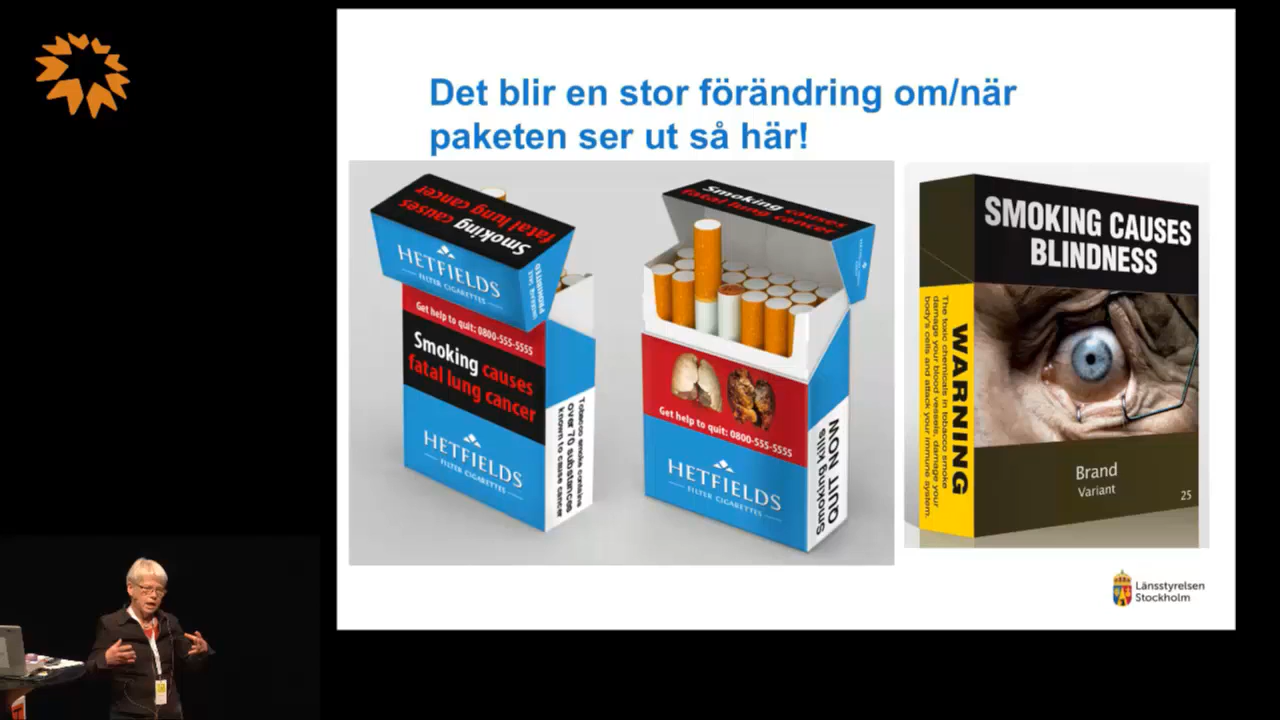 Det blir en stor förändring om/när
paketen ser ut så här!
Smoking causes
fatal lung cancer
HETFIELDS
FILTER CIGARETTES
Get help to quit: 0800-555-5555
Smoking causes
fatal lung cancer
HETFIELDS
FILTER CIGARETTES
Tobacco smoke contains
over 70 substances
known to cause cancer
Smoking causes
fatal lung cancer
Get help to quit: 0800-555-5555
HETFIELDS
FILTER CIGARETTES
Smoking kills
QUIT NOW
SMOKING CAUSES
BLINDNESS
WARNING
The toxic chemicals in tobacco smoke
damage your blood vessels, damage your
body's cells and attack your immune system.
Brand
Variant
25
Länsstyrelsen
Stockholm